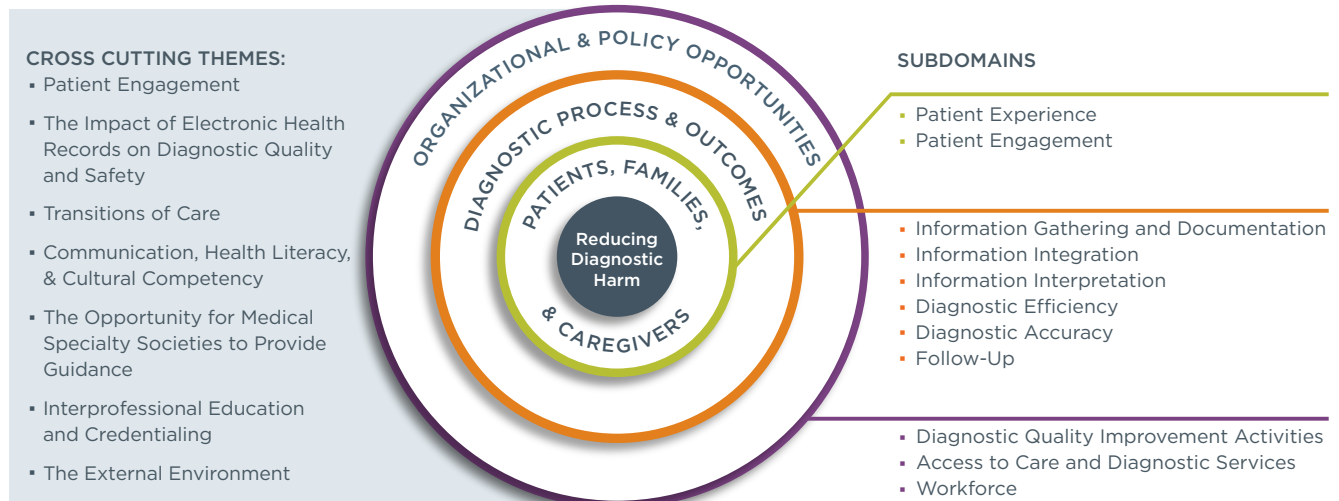 CROSS CUTTING THEMES:
▪ Patient Engagement
▪ The Impact of Electronic Health
Records on Diagnostic Quality
and Safety
▪ Transitions of Care
▪ Communication, Health Literacy,
& Cultural Competency
▪ The Opportunity for Medical
Specialty Societies to Provide
Guidance
▪ Interprofessional Education
and Credentialing
▪ The External Environment
ORGANIZATIONAL & POLICY OPPORTUNITIES
DIAGNOSTIC PROCESS & OUTCOMES
PATIENTS, FAMILIES,
& CAREGIVERS
Reducing
Diagnostic
Harm
SUBDOMAINS
▪ Patient Experience
▪ Patient Engagement
▪ Information Gathering and Documentation
▪ Information Integration
▪ Information Interpretation
▪ Diagnostic Efficiency
▪ Diagnostic Accuracy
▪ Follow-Up
▪ Diagnostic Quality Improvement Activities
▪ Access to Care and Diagnostic Services
▪ Workforce